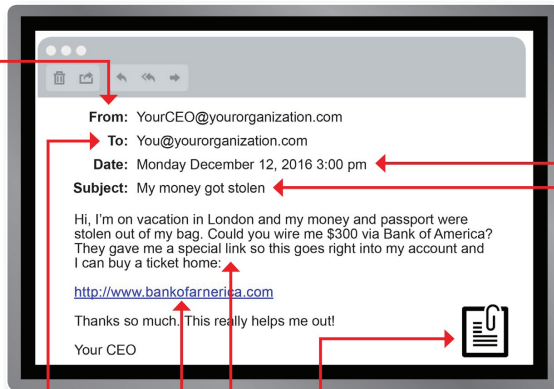 From: YourCEO@yourorganization.com
To: You@yourorganization.com
Date: Monday December 12, 2016 3:00 pm
Subject: My money got stolen
Hi, I'm on vacation in London and my money and passport were
stolen out of my bag. Could you wire me $300 via Bank of America?
They gave me a special link so this goes right into my account and
I can buy a ticket home:
http://www.bankofarnerica.com
Thanks so much. This really helps me out!
Your CEO